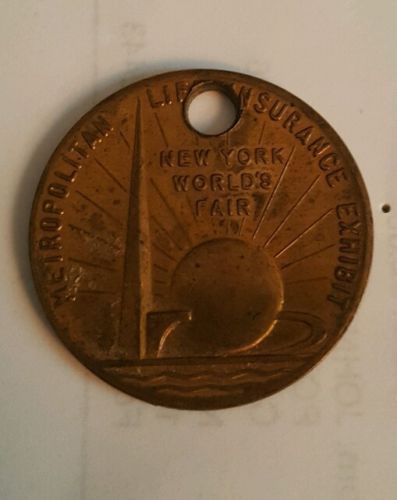 METROPOLITAN LIFE INSURANCE EXHIBIT
NEW YORK
WORLD'S
FAIR